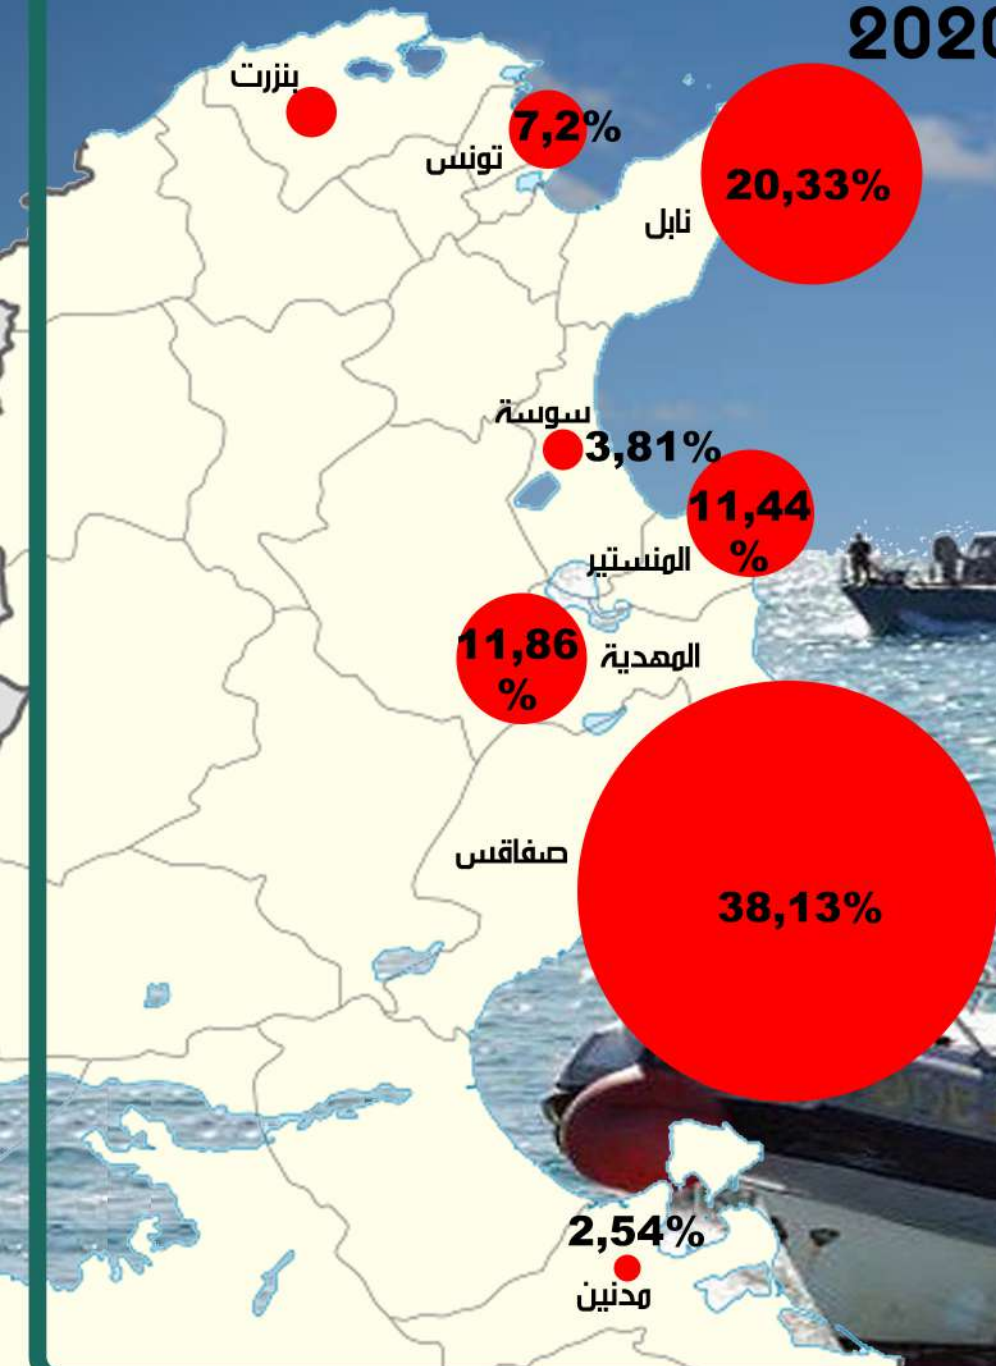 2020
بنزرت
7,2%
تونس
20,33%
نابل
سوسة
3,81%
11,44
%
المنستير
11,86
%
المهدية
صفاقس
38,13%
2,54%
مدنين